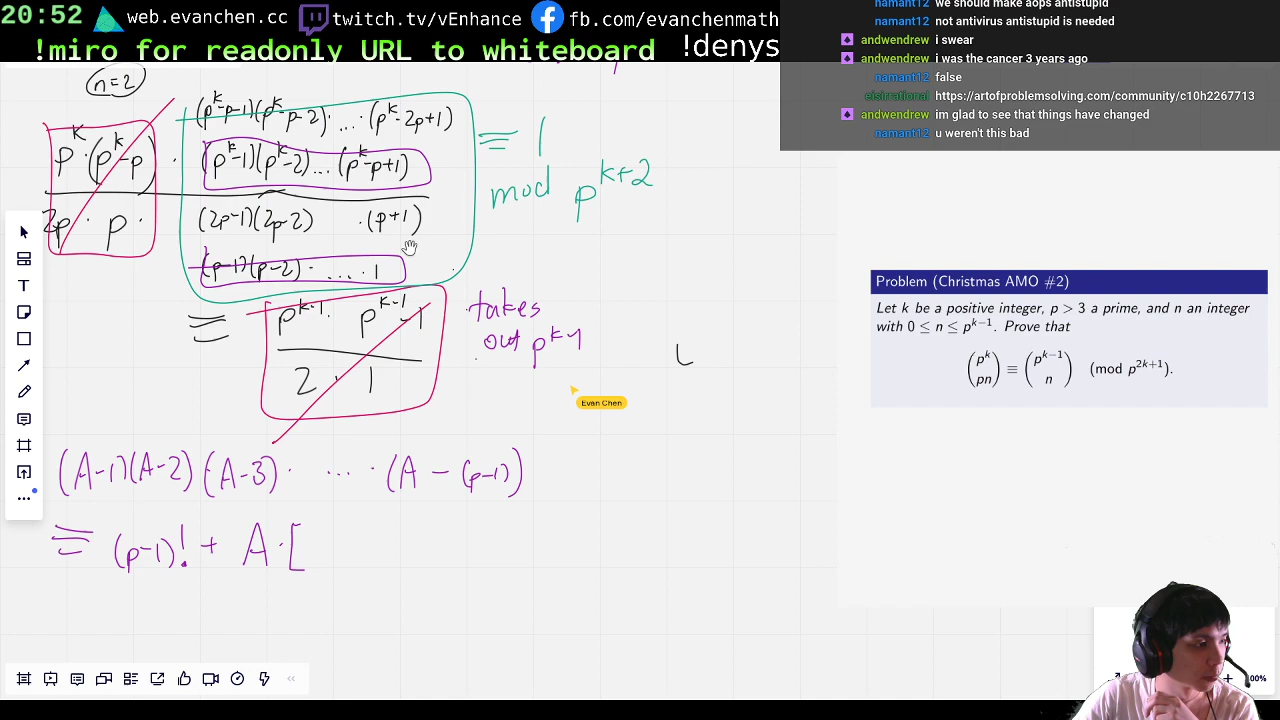 20:52 web.evanchen.cc twitch.tv/vEnhance fb.com/evanchenmath
!miro for readonly URL to whiteboard !denys
namant12 we should make aops antistupid
namant12 not antivirus antistupid is needed
andwendrew i swear
andwendrew i was the cancer 3 years ago
namant12 false
eisirrational https://artofproblemsolving.com/community/c10h2267713
andwendrew im glad to see that things have changed
namant12 u weren't this bad
n=2
(p^k-p-1)(p^k-p-2)· .... ·(p^k-2p+1)
p^k·(p^k-p) · (p^k-1)(p^k-2)... (p^k-p+1)
≡ 1
mod p^{k+2}
2p · p · (2p-1)(2p-2) ·(p+1)
(p-1)(p-2)· .... · 1
≡ p^{k-1} · p^{k-1}-1
2 · 1
takes
out p^{k-1}
Evan Chen
(A-1)(A-2)(A-3)· ... ·(A-(p-1))
≡ (p-1)! + A·[
Problem (Christmas AMO #2)
Let k be a positive integer, p > 3 a prime, and n an integer
with 0 ≤ n ≤ p^{k-1}. Prove that
(p^k pn) ≡ (p^{k-1} n) (mod p^{2k+1}).
00%